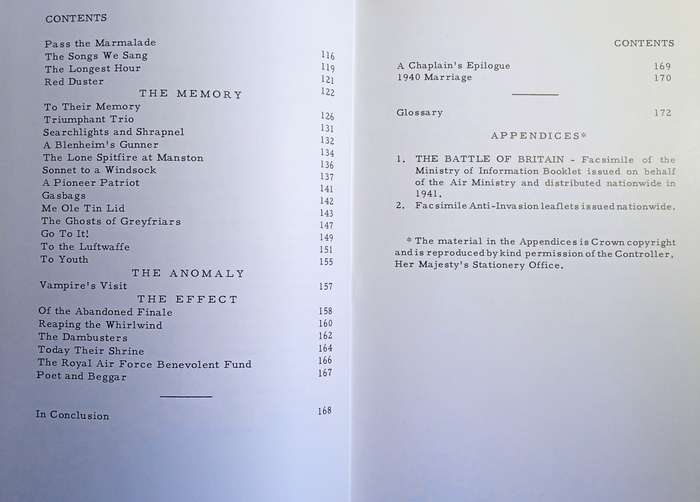 CONTENTS
Pass the Marmalade 116
The Songs We Sang 119
The Longest Hour 121
Red Duster 122
THE MEMORY
To Their Memory 126
Triumphant Trio 131
Searchlights and Shrapnel 132
A Blenheim's Gunner 134
The Lone Spitfire at Manston 136
Sonnet to a Windsock 137
A Pioneer Patriot 141
Gasbags 142
Me Ole Tin Lid 143
The Ghosts of Greyfriars 147
Go To It! 149
To the Luftwaffe 151
To Youth 155
THE ANOMALY
Vampire's Visit 157
THE EFFECT
Of the Abandoned Finale 158
Reaping the Whirlwind 160
The Dambusters 162
Today Their Shrine 164
The Royal Air Force Benevolent Fund 166
Poet and Beggar 167
In Conclusion 168
CONTENTS
A Chaplain's Epilogue 169
1940 Marriage 170
Glossary 172
APPENDICES*
1. THE BATTLE OF BRITAIN - Facsimile of the
Ministry of Information Booklet issued on behalf
of the Air Ministry and distributed nationwide in
1941.
2. Facsimile Anti-Invasion leaflets issued nationwide.
* The material in the Appendices is Crown copyright
and is reproduced by kind permission of the Controller,
Her Majesty's Stationery Office.